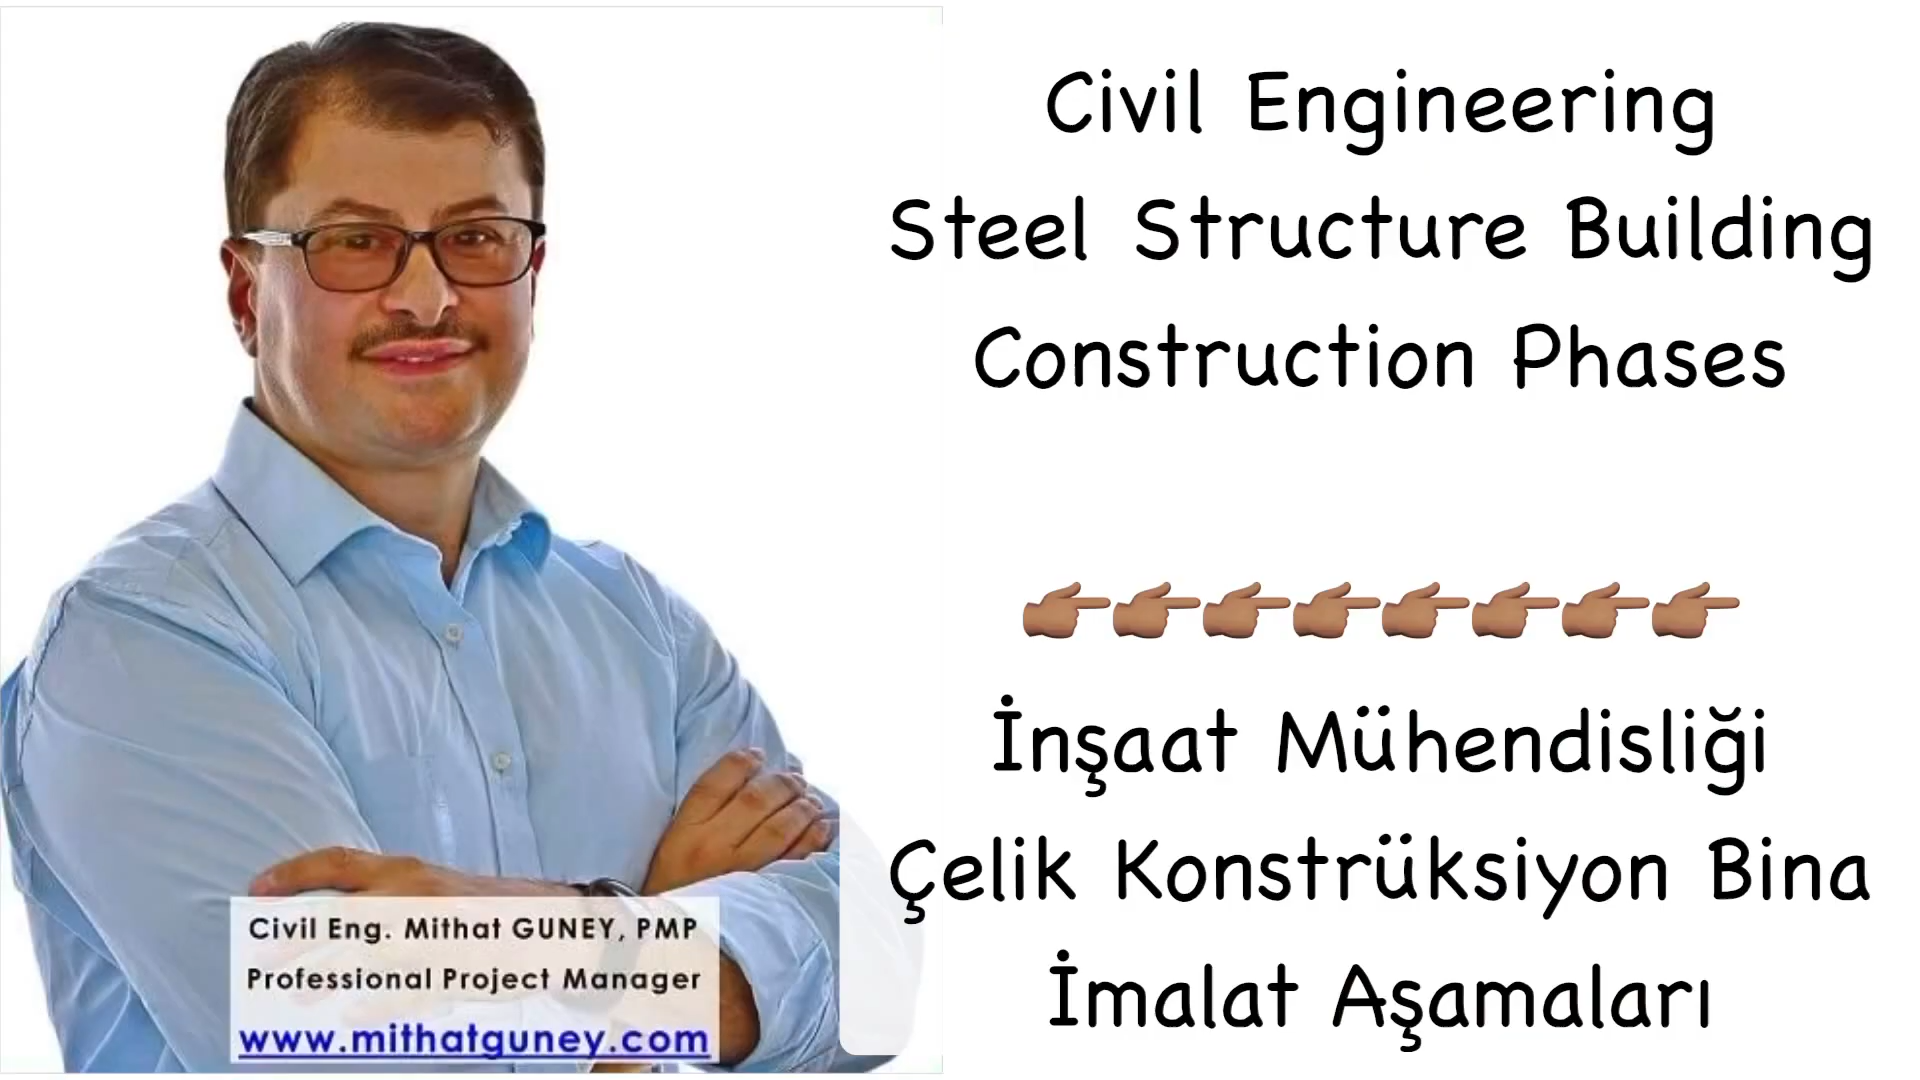 Civil Engineering
Steel Structure Building
Construction Phases
İnşaat Mühendisliği
Çelik Konstrüksiyon Bina
İmalat Aşamaları
Civil Eng. Mithat GUNEY, PMP
Professional Project Manager
www.mithatguney.com